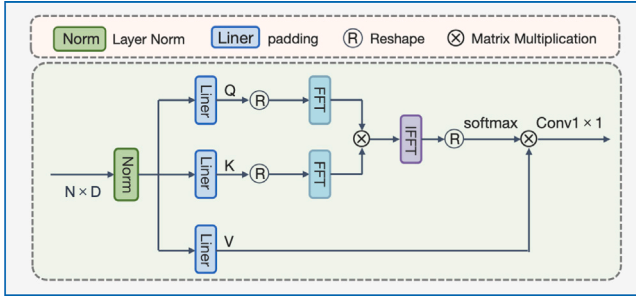 Norm Layer Norm Liner padding R Reshape Matrix Multiplication
Liner Q R FFT
IFFT R softmax Conv1×1
Norm Liner K R FFT
N×D
Liner V